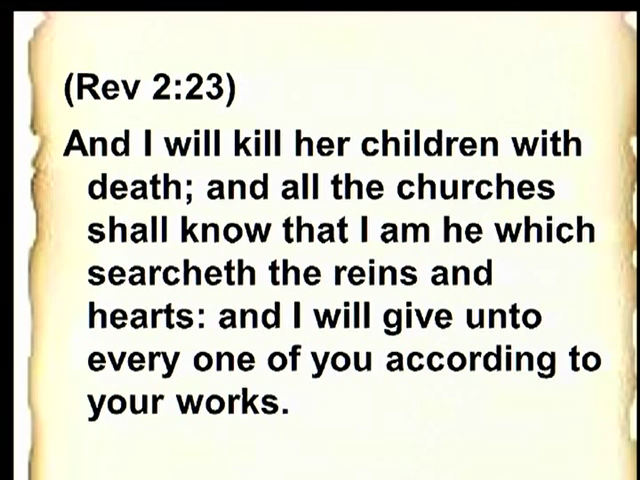 (Rev 2:23)
And I will kill her children with
death; and all the churches
shall know that I am he which
searcheth the reins and
hearts: and I will give unto
every one of you according to
your works.